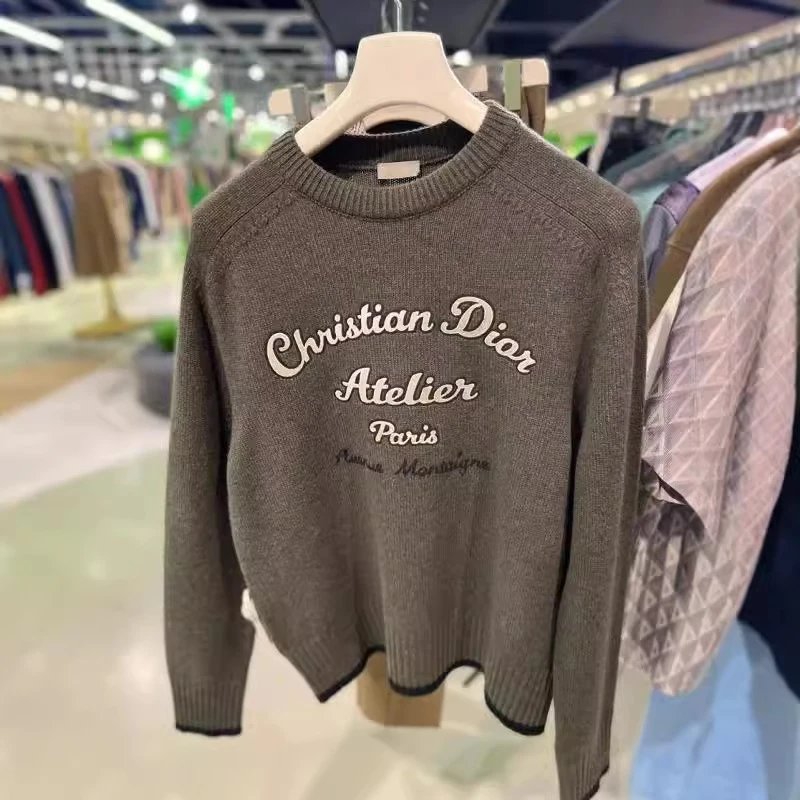 Christian Dior
Atelier
Paris
Avenue Montaigne